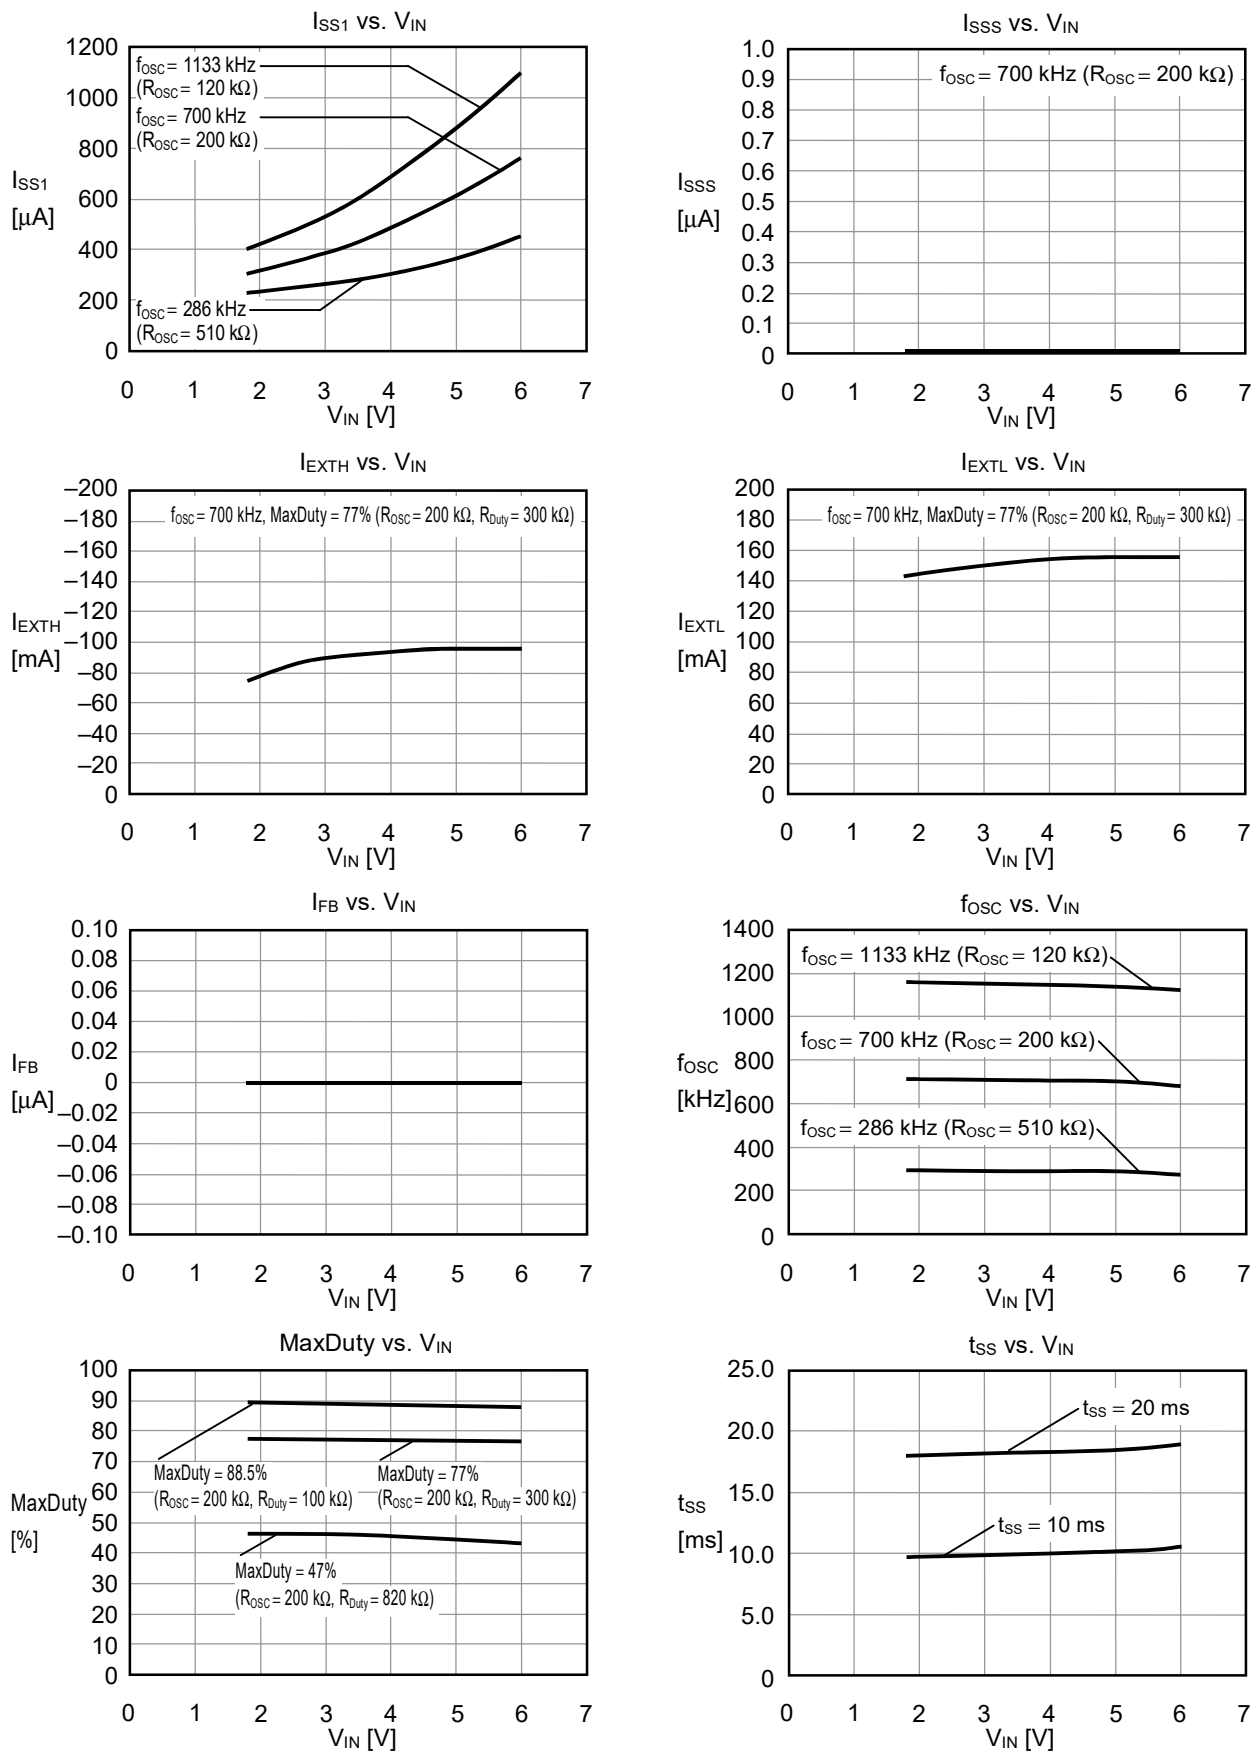 ISS1 vs. VIN
1200
1000
800
600
400
200
0
ISS1
[μA]
fOSC = 1133 kHz
(ROSC = 120 kΩ)
fOSC = 700 kHz
(ROSC = 200 kΩ)
fOSC = 286 kHz
(ROSC = 510 kΩ)
0 1 2 3 4 5 6 7
VIN [V]
ISSS vs. VIN
1.0
0.9
0.8
0.7
0.6
0.5
0.4
0.3
0.2
0.1
0
ISSS
[μA]
fOSC = 700 kHz (ROSC = 200 kΩ)
0 1 2 3 4 5 6 7
VIN [V]
IEXTH vs. VIN
–200
–180
–160
–140
–120
–100
–80
–60
–40
–20
0
IEXTH
[mA]
fOSC = 700 kHz, MaxDuty = 77% (ROSC = 200 kΩ, RDuty = 300 kΩ)
0 1 2 3 4 5 6 7
VIN [V]
IEXTL vs. VIN
200
180
160
140
120
100
80
60
40
20
0
IEXTL
[mA]
fOSC = 700 kHz, MaxDuty = 77% (ROSC = 200 kΩ, RDuty = 300 kΩ)
0 1 2 3 4 5 6 7
VIN [V]
IFB vs. VIN
0.10
0.08
0.06
0.04
0.02
0
–0.02
–0.04
–0.06
–0.08
–0.10
IFB
[μA]
0 1 2 3 4 5 6 7
VIN [V]
fOSC vs. VIN
1400
1200
1000
800
600
400
200
0
fOSC
[kHz]
fOSC = 1133 kHz (ROSC = 120 kΩ)
fOSC = 700 kHz (ROSC = 200 kΩ)
fOSC = 286 kHz (ROSC = 510 kΩ)
0 1 2 3 4 5 6 7
VIN [V]
MaxDuty vs. VIN
100
90
80
70
60
50
40
30
20
10
0
MaxDuty
[%]
MaxDuty = 88.5%
(ROSC = 200 kΩ, RDuty = 100 kΩ)
MaxDuty = 77%
(ROSC = 200 kΩ, RDuty = 300 kΩ)
MaxDuty = 47%
(ROSC = 200 kΩ, RDuty = 820 kΩ)
0 1 2 3 4 5 6 7
VIN [V]
tSS vs. VIN
25.0
20.0
15.0
10.0
5.0
0
tSS
[ms]
tSS = 20 ms
tSS = 10 ms
0 1 2 3 4 5 6 7
VIN [V]